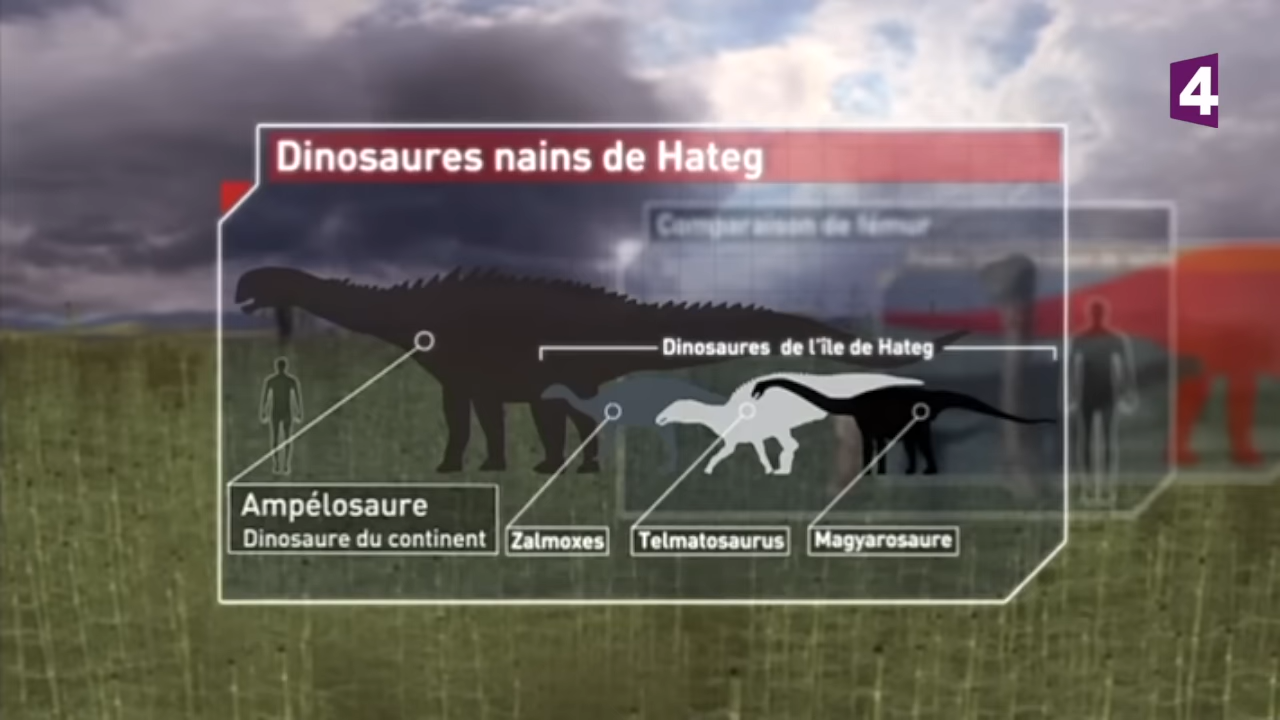 4
Dinosaures nains de Hateg
Comparaison de fémur
Dinosaures de l'île de Hateg
Ampélosaure
Dinosaure du continent
Zalmoxes
Telmatosaurus
Magyarosaure